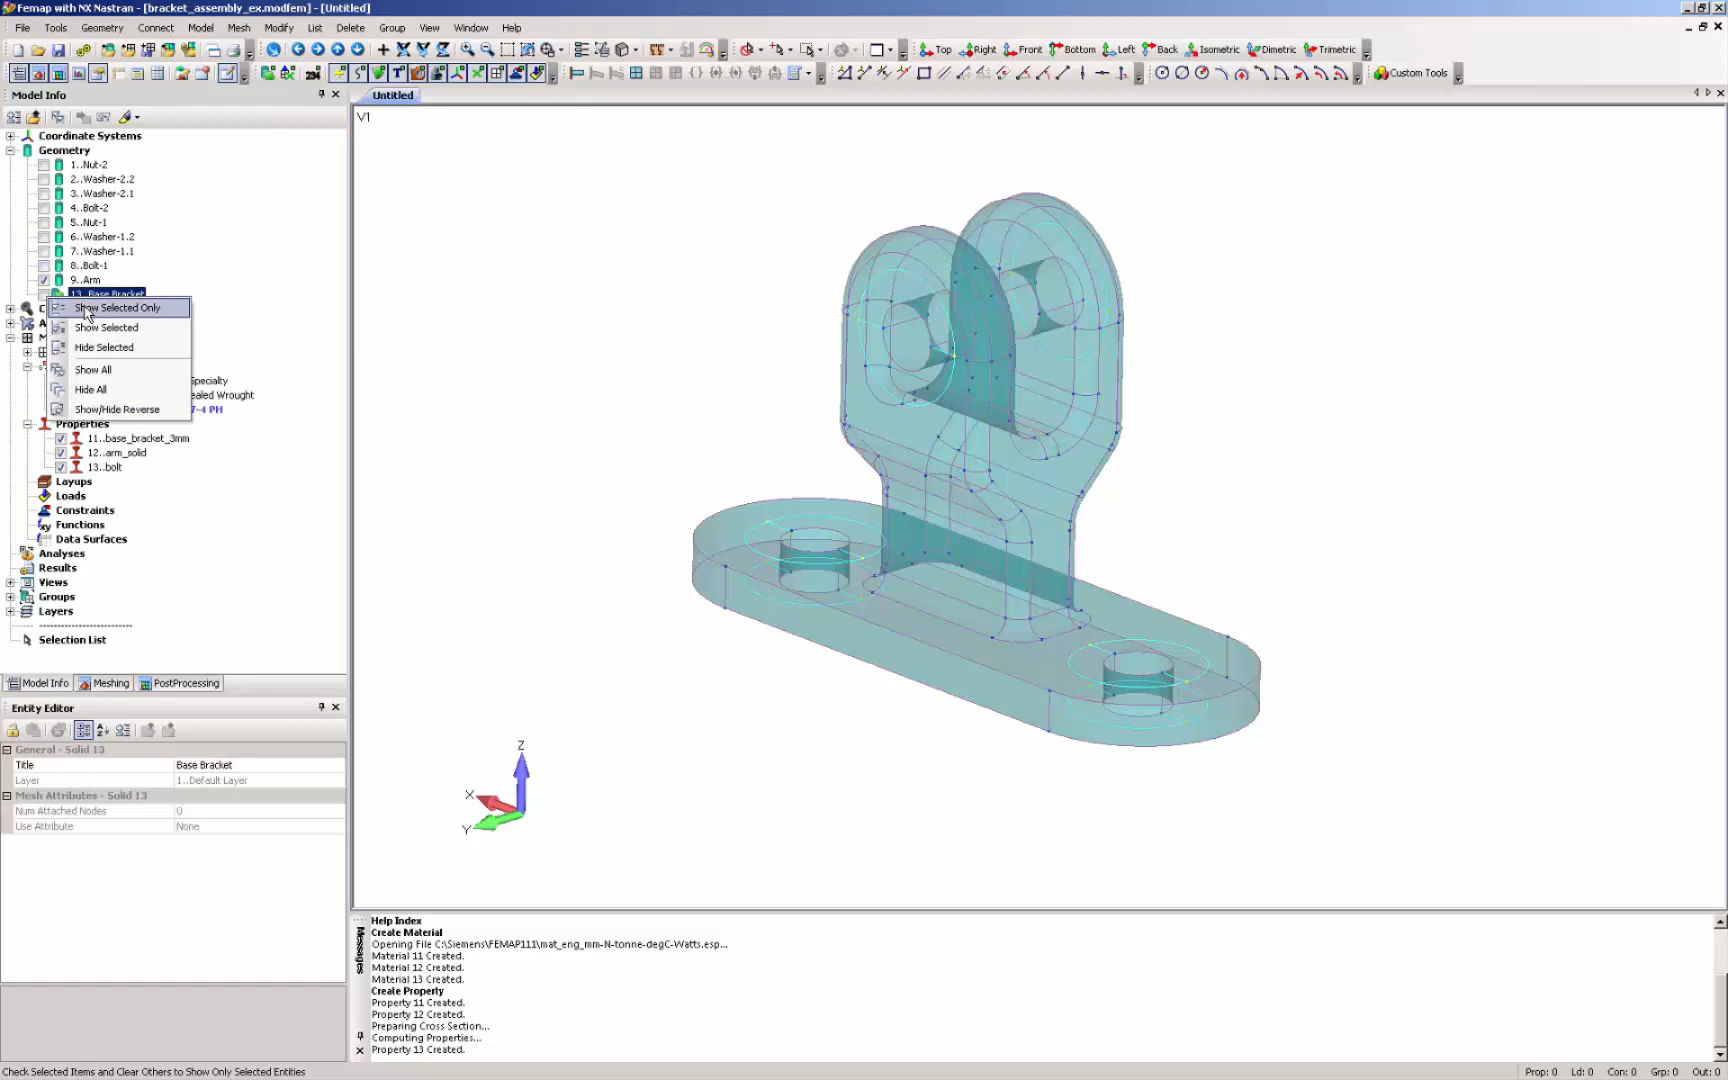 Femap with NX Nastran - [bracket_assembly_ex.modfem] - [Untitled]
File Tools Geometry Connect Model Mesh Modify List Delete Group View Window Help
Top Right Front Bottom Left Back Isometric Dimetric Trimetric
234 T Custom Tools
Model Info
Untitled
V1
Coordinate Systems
Geometry
1..Nut-2
2..Washer-2.2
3..Washer-2.1
4..Bolt-2
5..Nut-1
6..Washer-1.2
7..Washer-1.1
8..Bolt-1
9..Arm
13..Base Bracket
Show Selected Only
Show Selected
Hide Selected
Show All
Hide All
Show/Hide Reverse
Specialty
ealed Wrought
7-4 PH
Properties
11..base_bracket_3mm
12..arm_solid
13..bolt
Layups
Loads
Constraints
Functions
Data Surfaces
Analyses
Results
Views
Groups
Layers
Selection List
Model Info Meshing PostProcessing
Entity Editor
General - Solid 13
Title Base Bracket
Layer 1..Default Layer
Mesh Attributes - Solid 13
Num Attached Nodes 0
Use Attribute None
Z
X
Y
Messages
Help Index
Create Material
Opening File C:\Siemens\FEMAP111\mat_eng_mm-N-tonne-degC-Watts.esp...
Material 11 Created.
Material 12 Created.
Material 13 Created.
Create Property
Property 11 Created.
Property 12 Created.
Preparing Cross Section...
Computing Properties...
Property 13 Created.
Check Selected Items and Clear Others to Show Only Selected Entities
Prop: 0 Ld: 0 Con: 0 Grp: 0 Out: 0